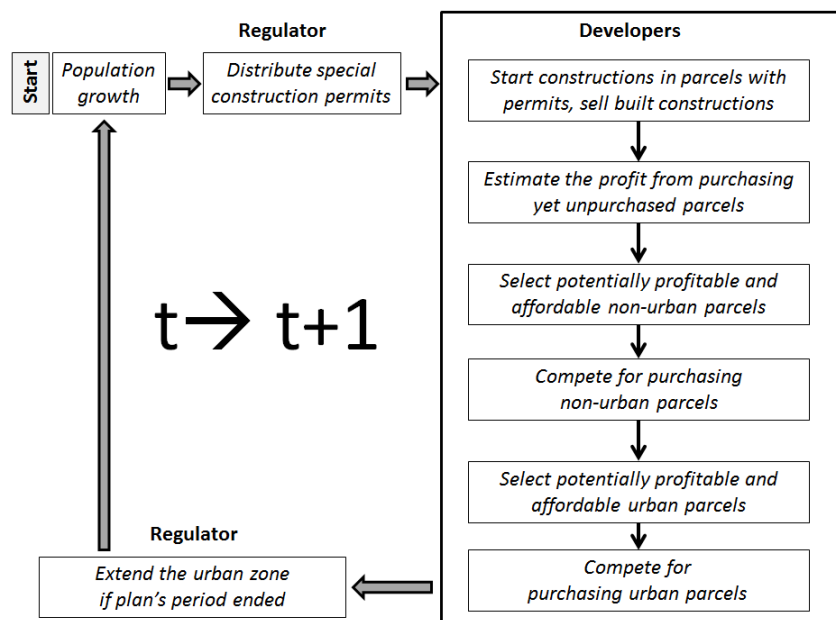 Start
Population
growth
Regulator
Distribute special
construction permits
Developers
Start constructions in parcels with
permits, sell built constructions
Estimate the profit from purchasing
yet unpurchased parcels
Select potentially profitable and
affordable non-urban parcels
Compete for purchasing
non-urban parcels
Select potentially profitable and
affordable urban parcels
Compete for
purchasing urban parcels
Regulator
Extend the urban zone
if plan's period ended
t → t+1